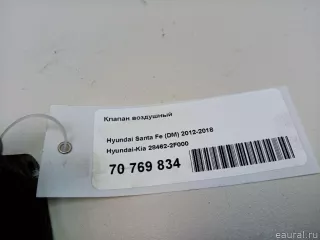 Клапан воздушный
Hyundai Santa Fe (DM) 2012-2018
Hyundai-Kia 28462-2F000
70 769 834
eaural.ru